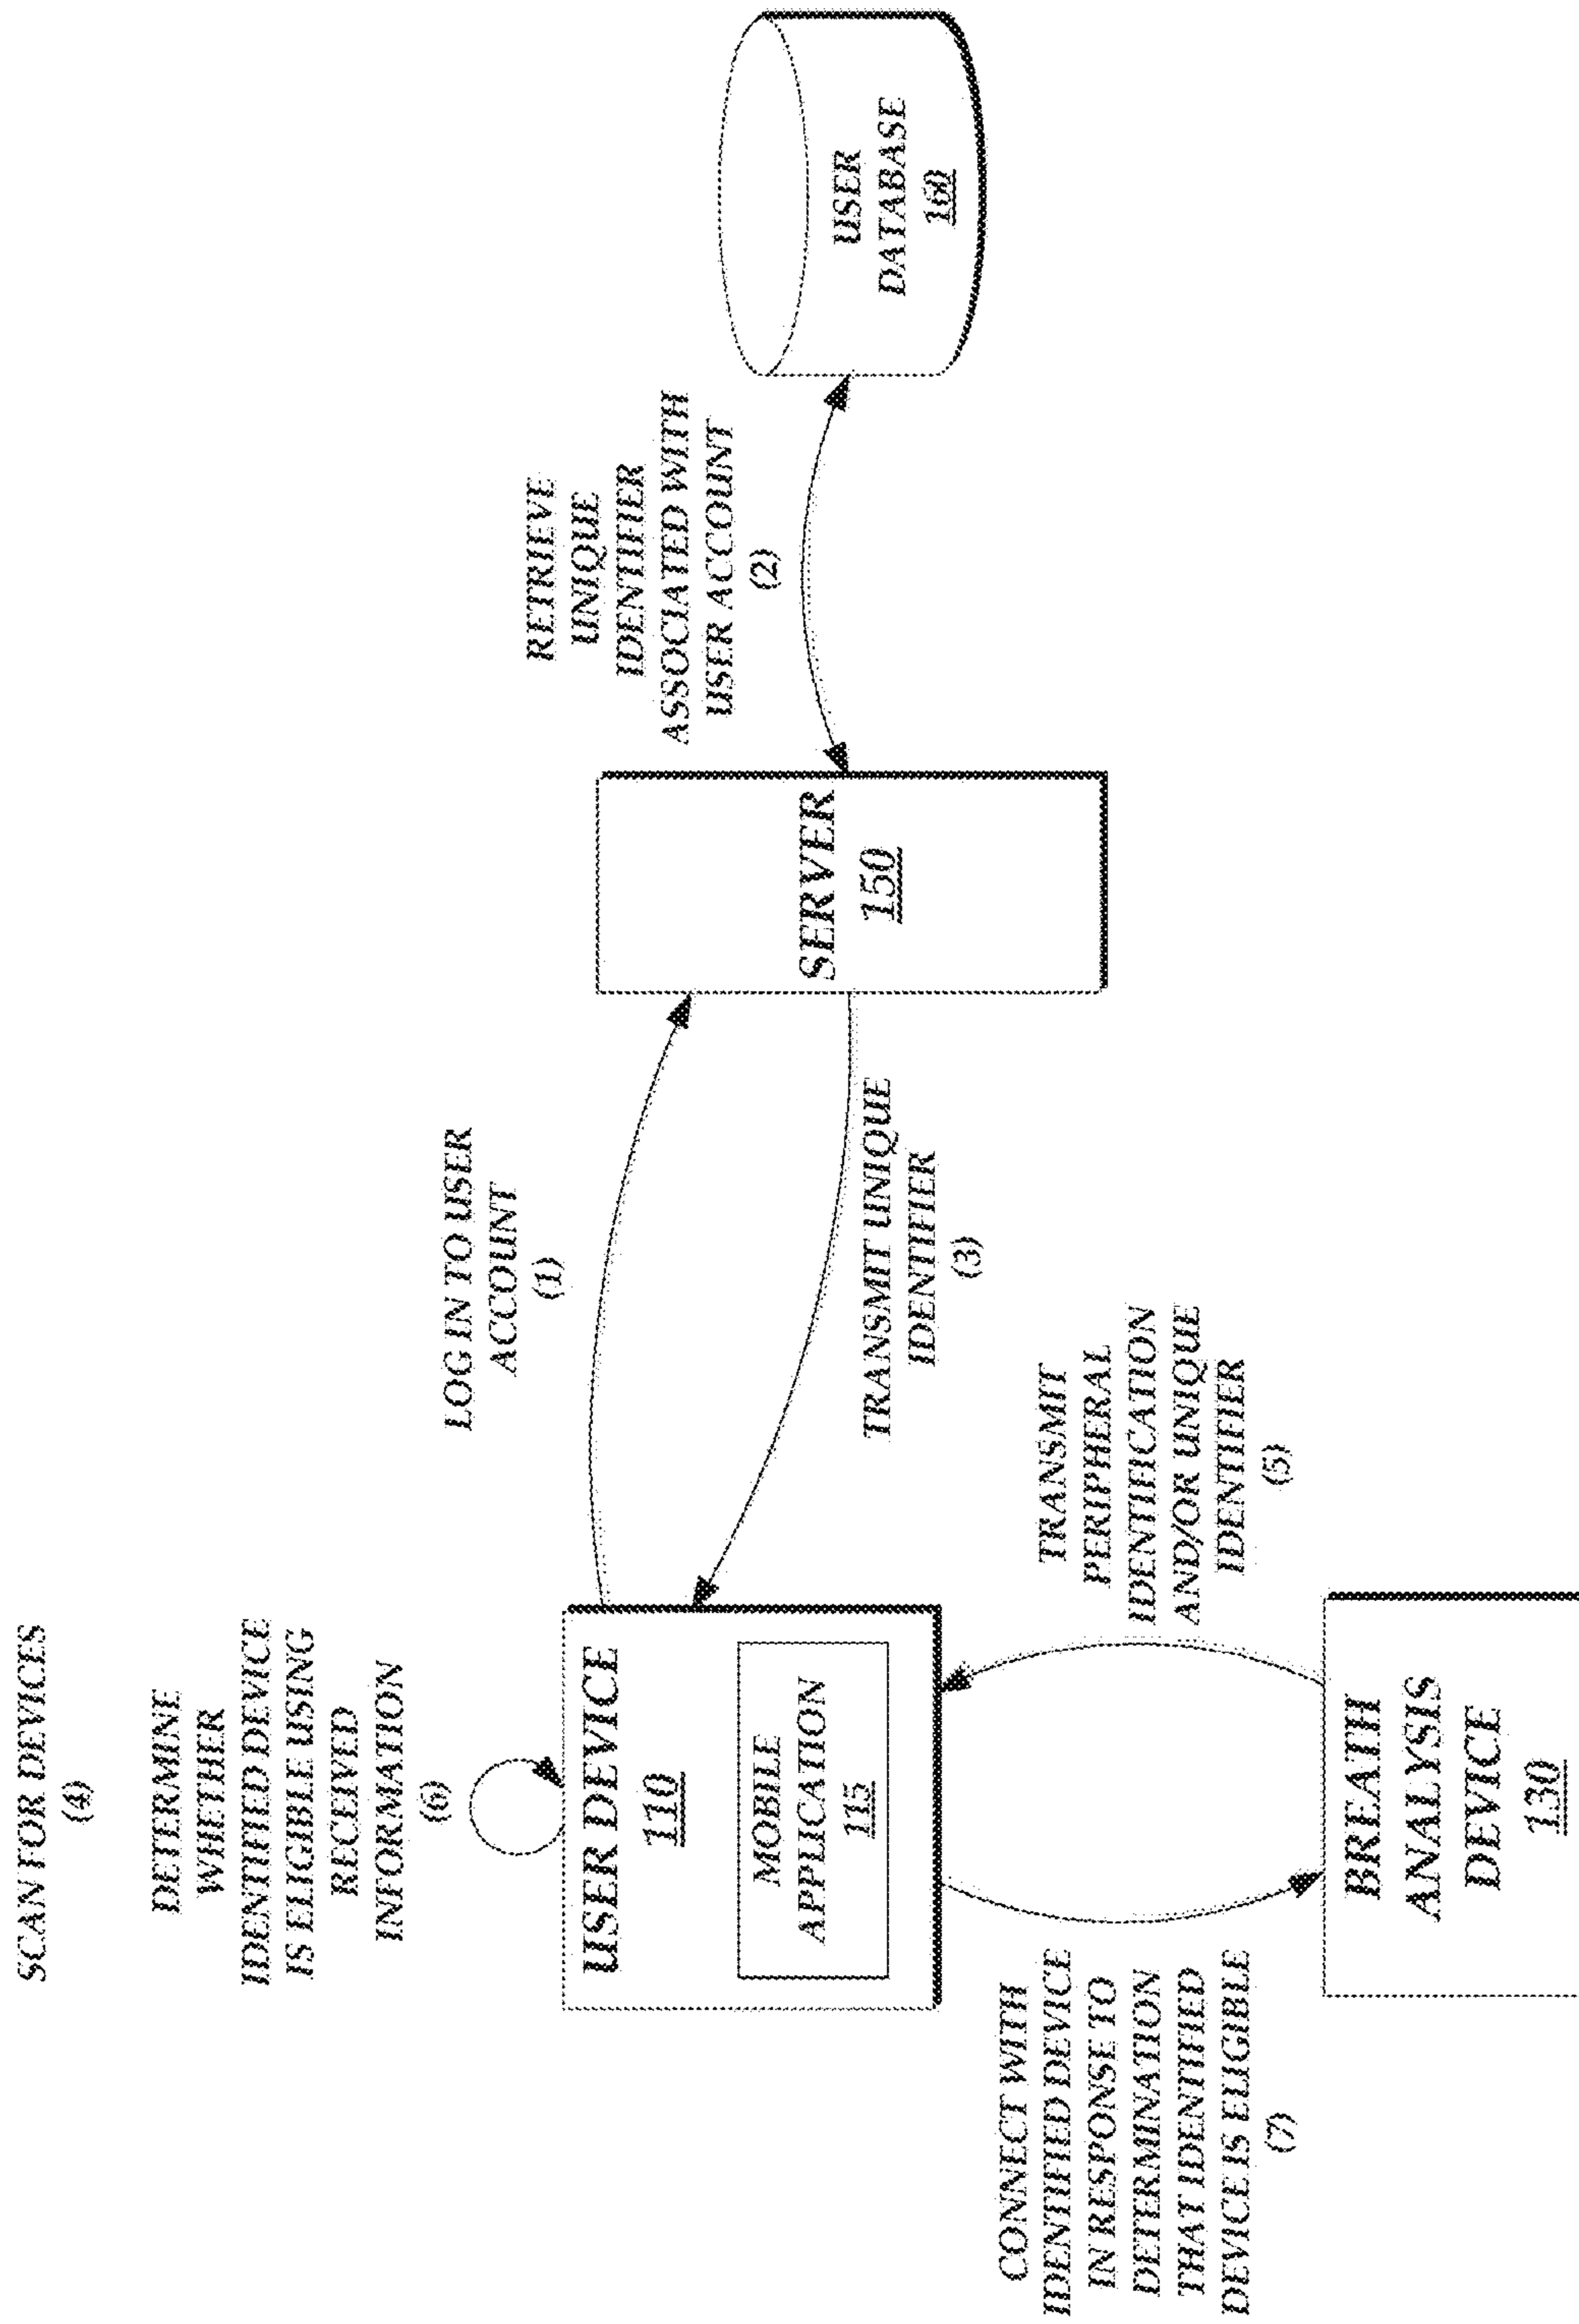 SCAN FOR DEVICES
(4)
DETERMINE
WHETHER
IDENTIFIED DEVICE
IS ELIGIBLE USING
RECEIVED
INFORMATION
(6)
LOG IN TO USER
ACCOUNT
(1)
RETRIEVE
UNIQUE
IDENTIFIER
ASSOCIATED WITH
USER ACCOUNT
(2)
USER DEVICE
110
MOBILE
APPLICATION
115
TRANSMIT UNIQUE
IDENTIFIER
(3)
SERVER
150
USER
DATABASE
160
CONNECT WITH
IDENTIFIED DEVICE
IN RESPONSE TO
DETERMINATION
THAT IDENTIFIED
DEVICE IS ELIGIBLE
(7)
TRANSMIT
PERIPHERAL
IDENTIFICATION
AND/OR UNIQUE
IDENTIFIER
(5)
BREATH
ANALYSIS
DEVICE
130